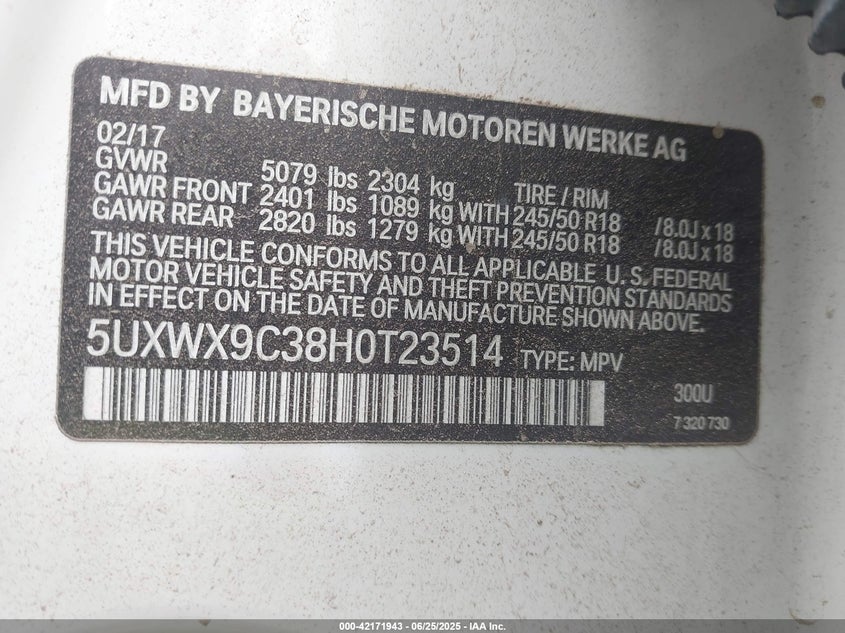 MFD BY BAYERISCHE MOTOREN WERKE AG
02/17
GVWR 5079 lbs 2304 kg TIRE / RIM
GAWR FRONT 2401 lbs 1089 kg WITH 245/50 R18 /8.0J x 18
GAWR REAR 2820 lbs 1279 kg WITH 245/50 R18 /8.0J x 18
THIS VEHICLE CONFORMS TO ALL APPLICABLE U.S. FEDERAL
MOTOR VEHICLE SAFETY AND THEFT PREVENTION STANDARDS
IN EFFECT ON THE DATE OF MANUFACTURE SHOWN ABOVE.
5UXWX9C38H0T23514 TYPE: MPV
300U
7 320 730
000-42171943 - 06/25/2025 - IAA Inc.